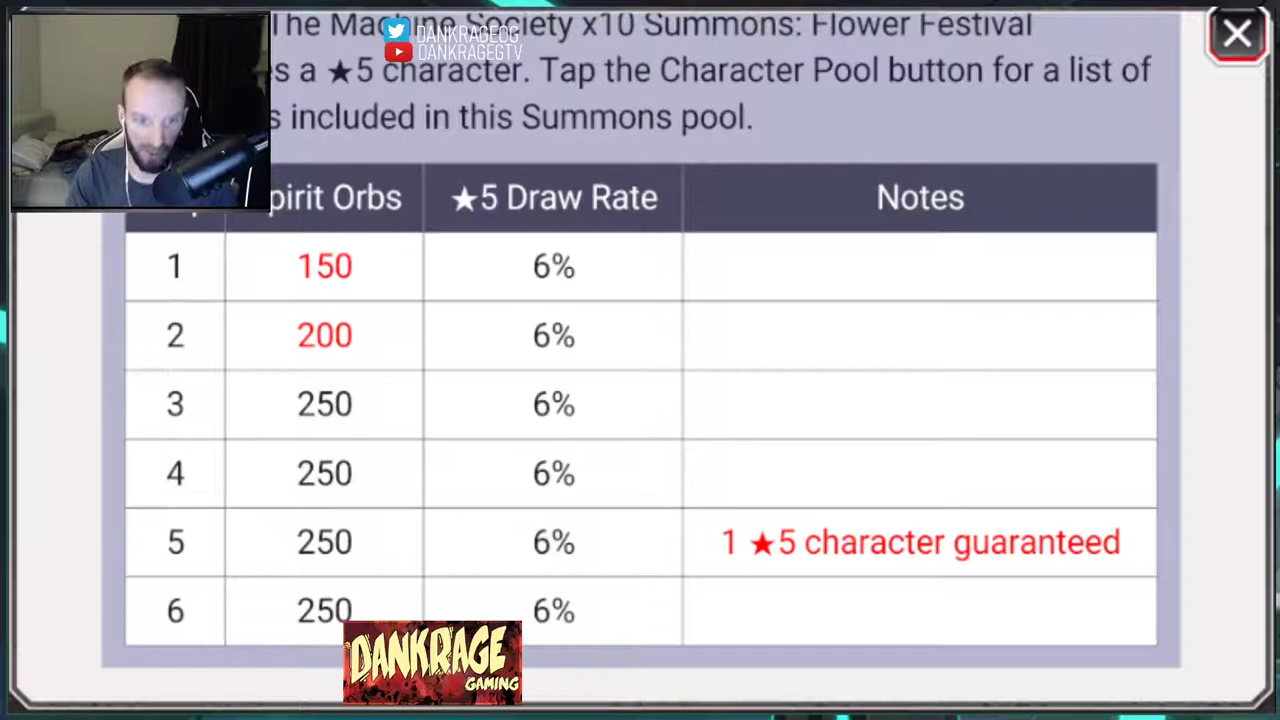 The Machine Society x10 Summons: Flower Festival
DANKRAGEGG
DANKRAGEGTV
s a ★5 character. Tap the Character Pool button for a list of
s included in this Summons pool.
pirit Orbs ★5 Draw Rate Notes
1 150 6%
2 200 6%
3 250 6%
4 250 6%
5 250 6% 1 ★5 character guaranteed
6 250 6%
DANKRAGE
GAMING